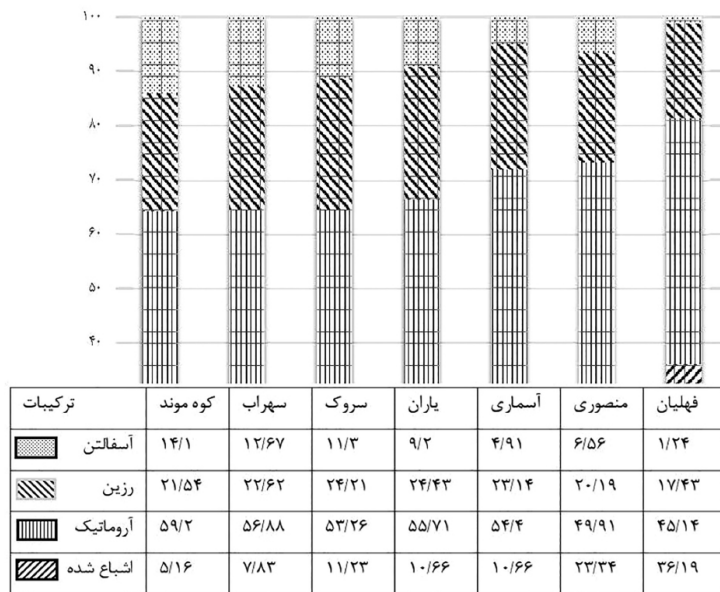 ۱۰۰
۹۰
۸۰
۷۰
۶۰
۵۰
۴۰
ترکیبات کوه موند سهراب سروک یاران آسماری منصوری فهلیان
آسفالتن ۱۴/۱ ۱۲/۶۷ ۱۱/۳ ۹/۲ ۴/۹۱ ۶/۵۶ ۱/۲۴
رزین ۲۱/۵۴ ۲۲/۶۲ ۲۴/۲۱ ۲۴/۴۳ ۲۳/۱۴ ۲۰/۱۹ ۱۷/۴۳
آروماتیک ۵۹/۲ ۵۶/۸۸ ۵۳/۲۶ ۵۵/۷۱ ۵۴/۴ ۴۹/۹۱ ۴۵/۱۴
اشباع شده ۵/۱۶ ۷/۸۳ ۱۱/۲۳ ۱۰/۶۶ ۱۰/۶۶ ۲۳/۳۴ ۳۶/۱۹